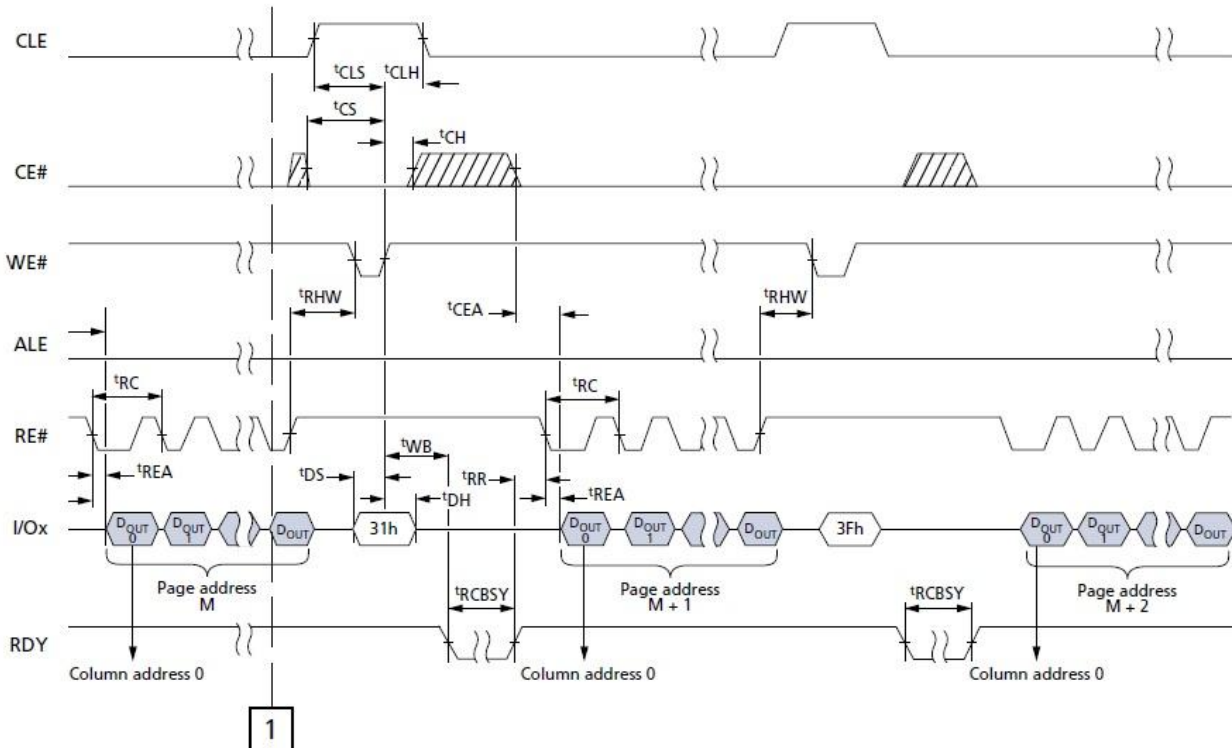 CLE
tCLS tCLH
tCS
tCH
CE#
WE#
tRHW
tCEA
tRHW
ALE
tRC
tRC
RE#
tWB
tREA
tDS
tRR
tDH
tREA
I/Ox
DOUT 0
DOUT 1
DOUT
31h
DOUT 0
DOUT 1
DOUT
3Fh
DOUT 0
DOUT 1
DOUT
Page address M
Page address M + 1
Page address M + 2
tRCBSY
tRCBSY
RDY
Column address 0
Column address 0
Column address 0
1